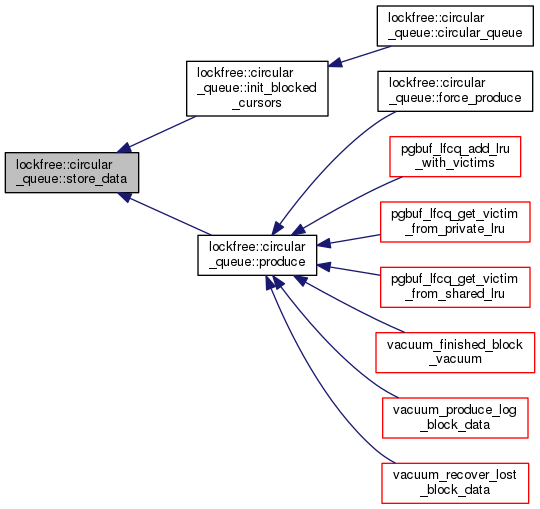 lockfree::circular
_queue::circular_queue
lockfree::circular
_queue::init_blocked
_cursors
lockfree::circular
_queue::force_produce
pgbuf_lfcq_add_lru
_with_victims
lockfree::circular
_queue::store_data
pgbuf_lfcq_get_victim
_from_private_lru
lockfree::circular
_queue::produce
pgbuf_lfcq_get_victim
_from_shared_lru
vacuum_finished_block
_vacuum
vacuum_produce_log
_block_data
vacuum_recover_lost
_block_data